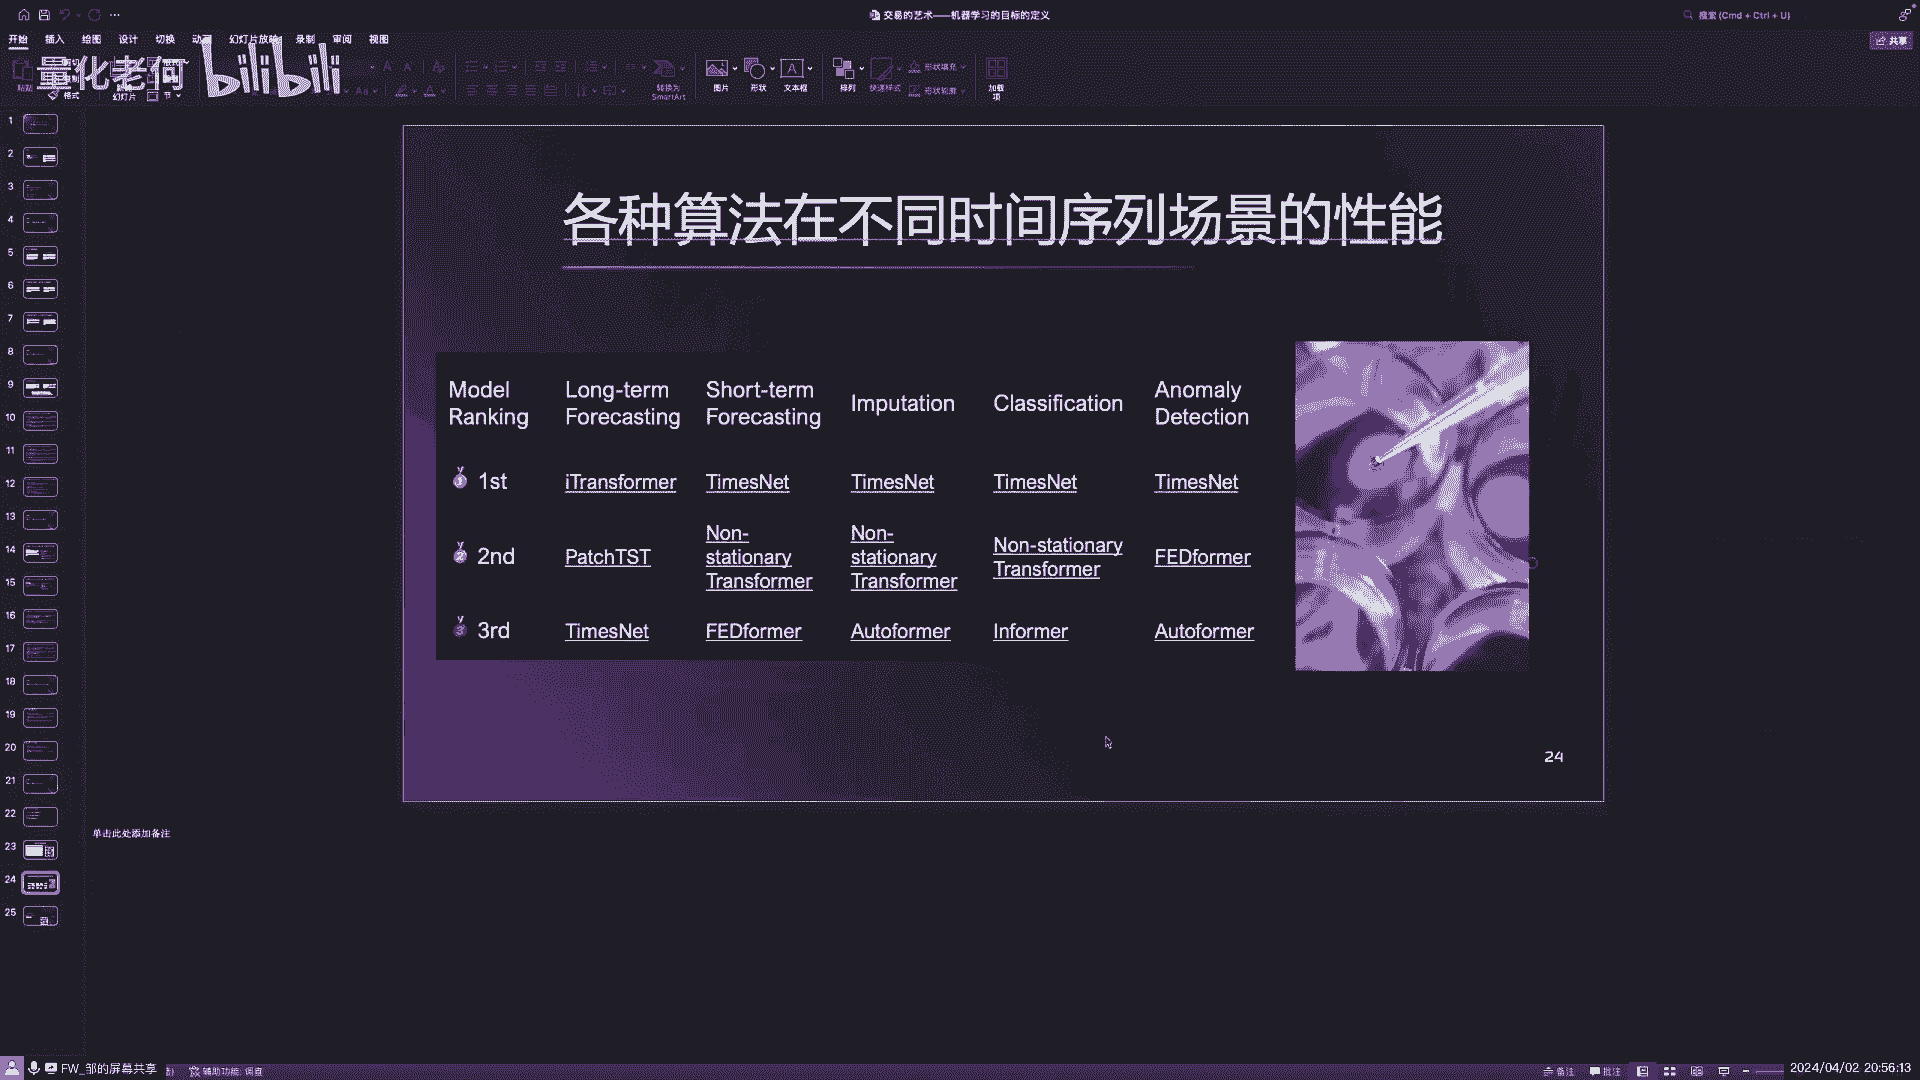 交易的艺术——机器学习的目标的定义
搜索 (Cmd + Ctrl + U)
开始 插入 绘图 设计 切换 动画 幻灯片放映 录制 审阅 视图
共享
量化老何 bilibili
粘贴
格式
幻灯片
节
转换为
SmartArt
图片
形状
文本框
排列
快速样式
形状填充
形状轮廓
加载
项
1
2
3
4
5
6
7
8
9
10
11
12
13
14
15
16
17
18
19
20
21
22
23
24
25
各种算法在不同时间序列场景的性能
Model Ranking Long-term Forecasting Short-term Forecasting Imputation Classification Anomaly Detection
1st iTransformer TimesNet TimesNet TimesNet TimesNet
2nd PatchTST Non-stationary Transformer Non-stationary Transformer Non-stationary Transformer FEDformer
3rd TimesNet FEDformer Autoformer Informer Autoformer
24
单击此处添加备注
FW_邹的屏幕共享
辅助功能: 调查
备注
批注
2024/04/02 20:56:13